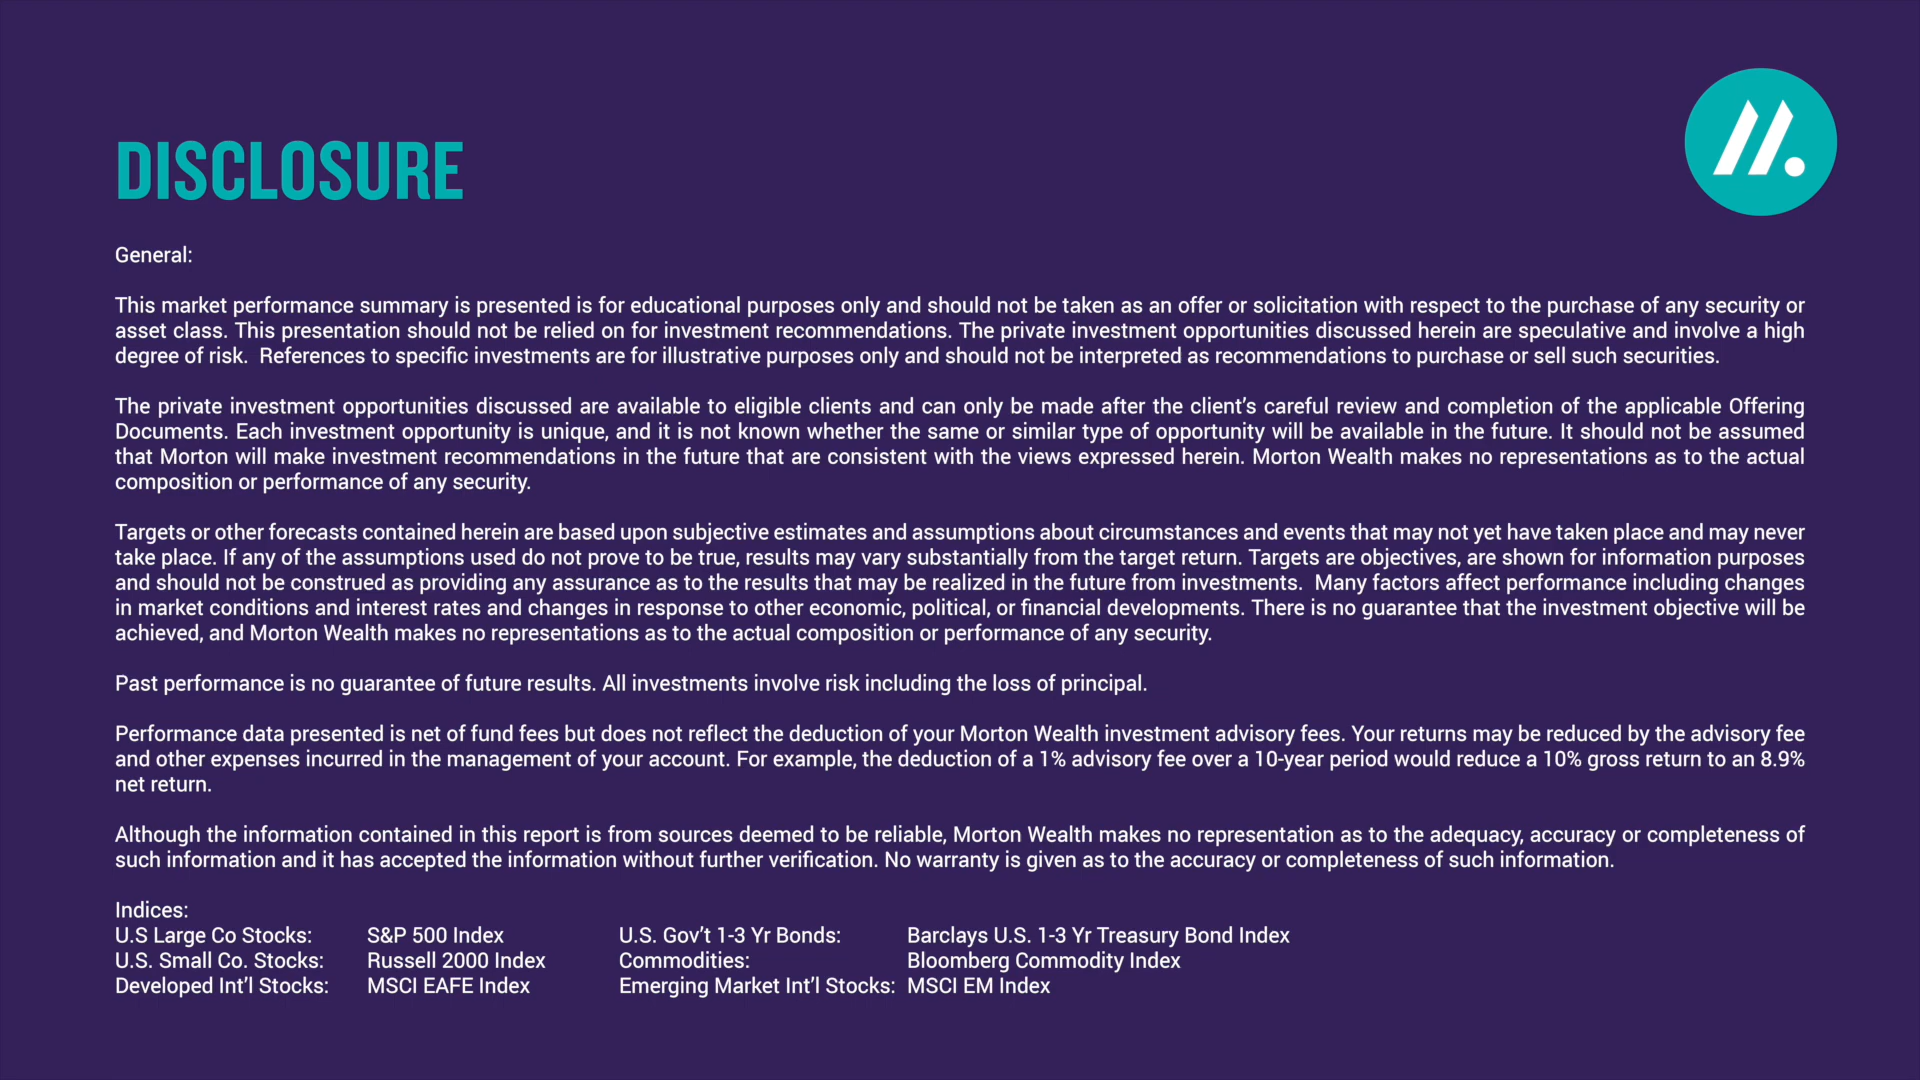 DISCLOSURE
General:
This market performance summary is presented is for educational purposes only and should not be taken as an offer or solicitation with respect to the purchase of any security or
asset class. This presentation should not be relied on for investment recommendations. The private investment opportunities discussed herein are speculative and involve a high
degree of risk.  References to specific investments are for illustrative purposes only and should not be interpreted as recommendations to purchase or sell such securities.
The private investment opportunities discussed are available to eligible clients and can only be made after the client’s careful review and completion of the applicable Offering
Documents. Each investment opportunity is unique, and it is not known whether the same or similar type of opportunity will be available in the future. It should not be assumed
that Morton will make investment recommendations in the future that are consistent with the views expressed herein. Morton Wealth makes no representations as to the actual
composition or performance of any security.
Targets or other forecasts contained herein are based upon subjective estimates and assumptions about circumstances and events that may not yet have taken place and may never
take place. If any of the assumptions used do not prove to be true, results may vary substantially from the target return. Targets are objectives, are shown for information purposes
and should not be construed as providing any assurance as to the results that may be realized in the future from investments.  Many factors affect performance including changes
in market conditions and interest rates and changes in response to other economic, political, or financial developments. There is no guarantee that the investment objective will be
achieved, and Morton Wealth makes no representations as to the actual composition or performance of any security.
Past performance is no guarantee of future results. All investments involve risk including the loss of principal.
Performance data presented is net of fund fees but does not reflect the deduction of your Morton Wealth investment advisory fees. Your returns may be reduced by the advisory fee
and other expenses incurred in the management of your account. For example, the deduction of a 1% advisory fee over a 10-year period would reduce a 10% gross return to an 8.9%
net return.
Although the information contained in this report is from sources deemed to be reliable, Morton Wealth makes no representation as to the adequacy, accuracy or completeness of
such information and it has accepted the information without further verification. No warranty is given as to the accuracy or completeness of such information.
Indices:
U.S Large Co Stocks: S&P 500 Index U.S. Gov’t 1-3 Yr Bonds: Barclays U.S. 1-3 Yr Treasury Bond Index
U.S. Small Co. Stocks: Russell 2000 Index Commodities: Bloomberg Commodity Index
Developed Int’l Stocks: MSCI EAFE Index Emerging Market Int’l Stocks: MSCI EM Index